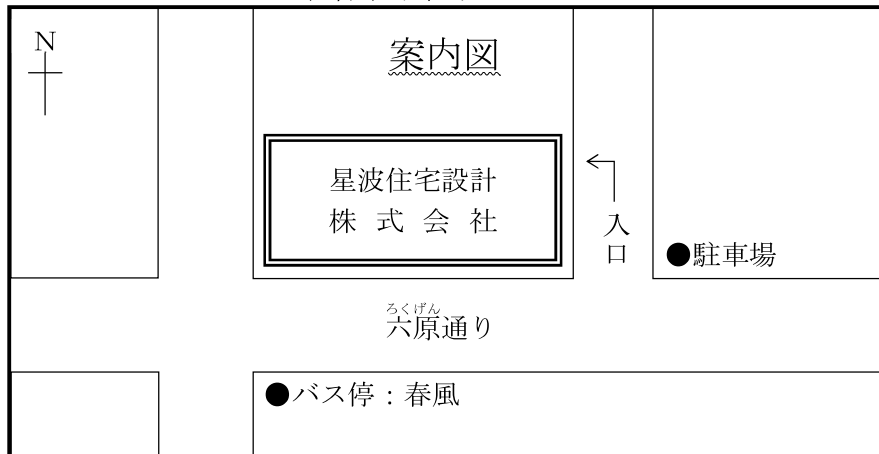 N
案内図
星波住宅設計
株式会社
入口
●駐車場
ろくげん
六原通り
●バス停：春風